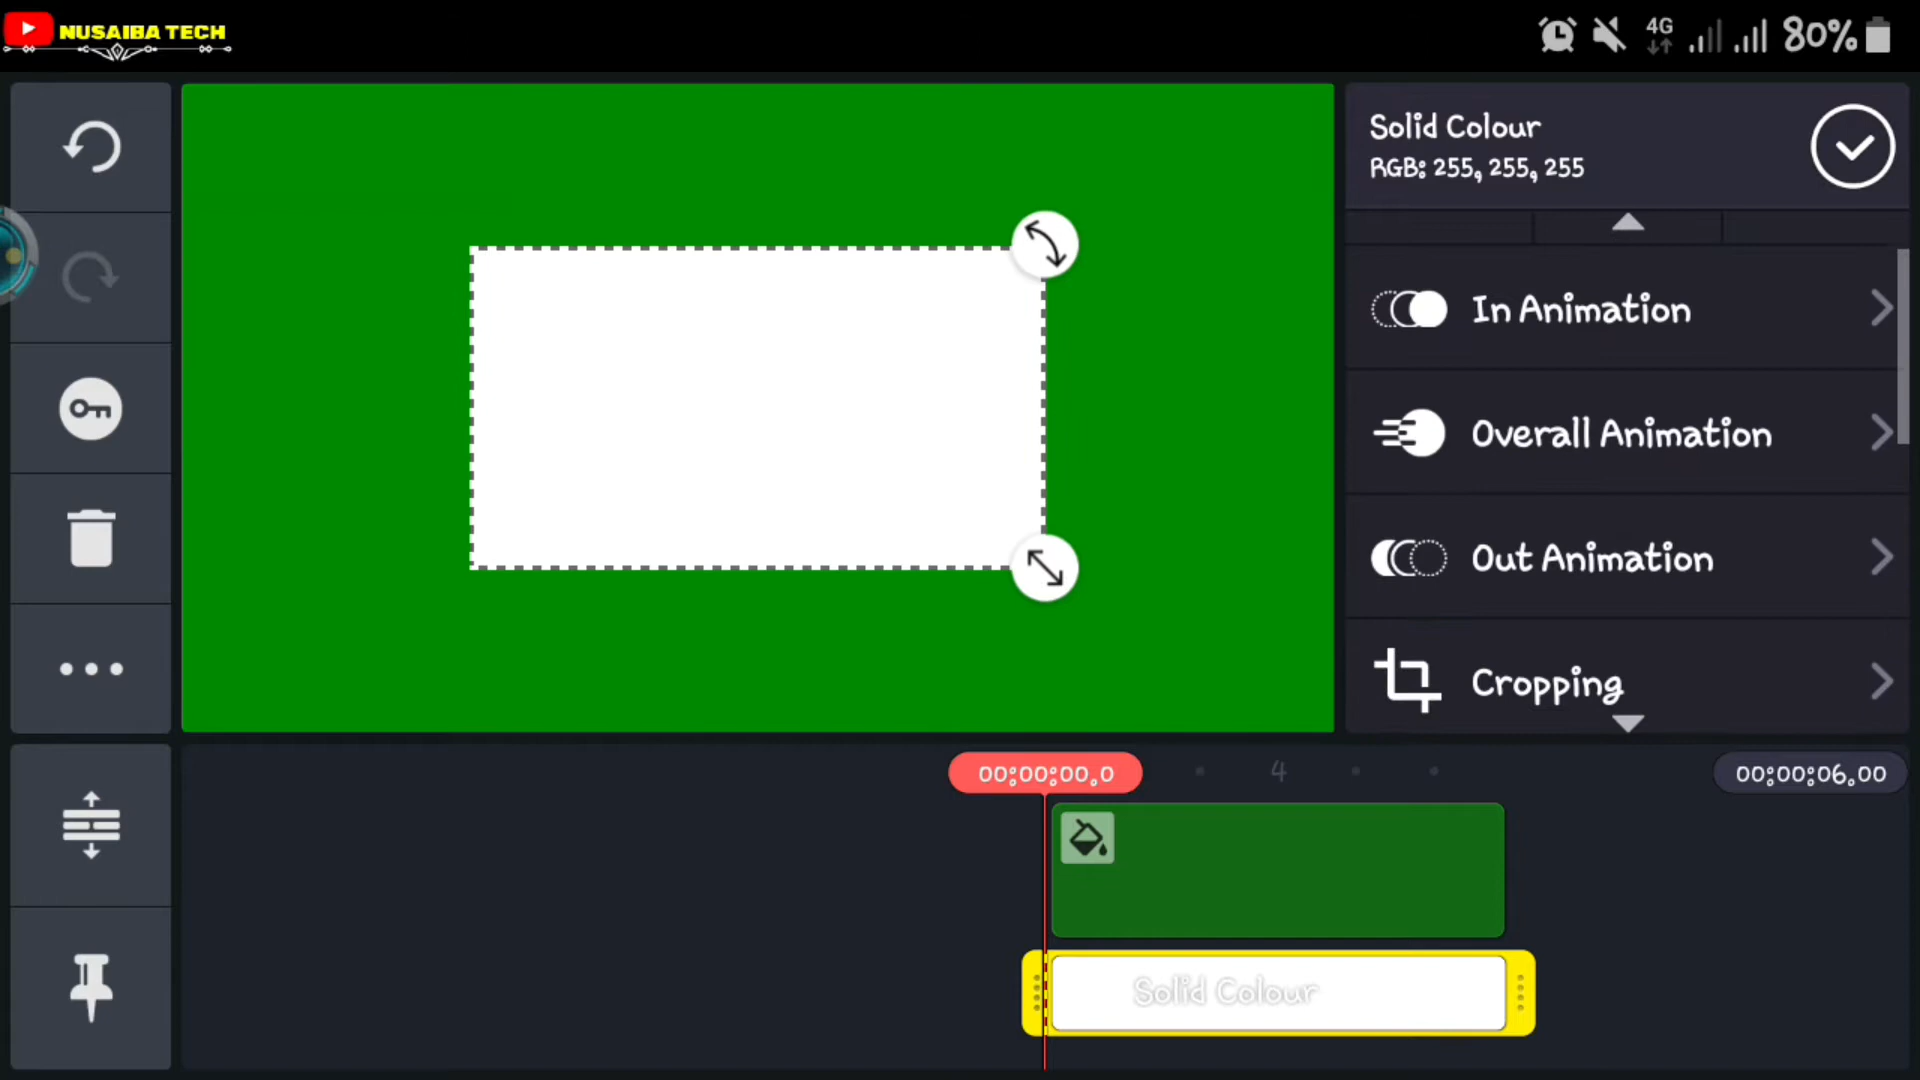 NUSAIBA TECH
4G
80%
Solid Colour
RGB: 255, 255, 255
In Animation
Overall Animation
Out Animation
Cropping
00:00:00.0
4
00:00:06.00
Solid Colour